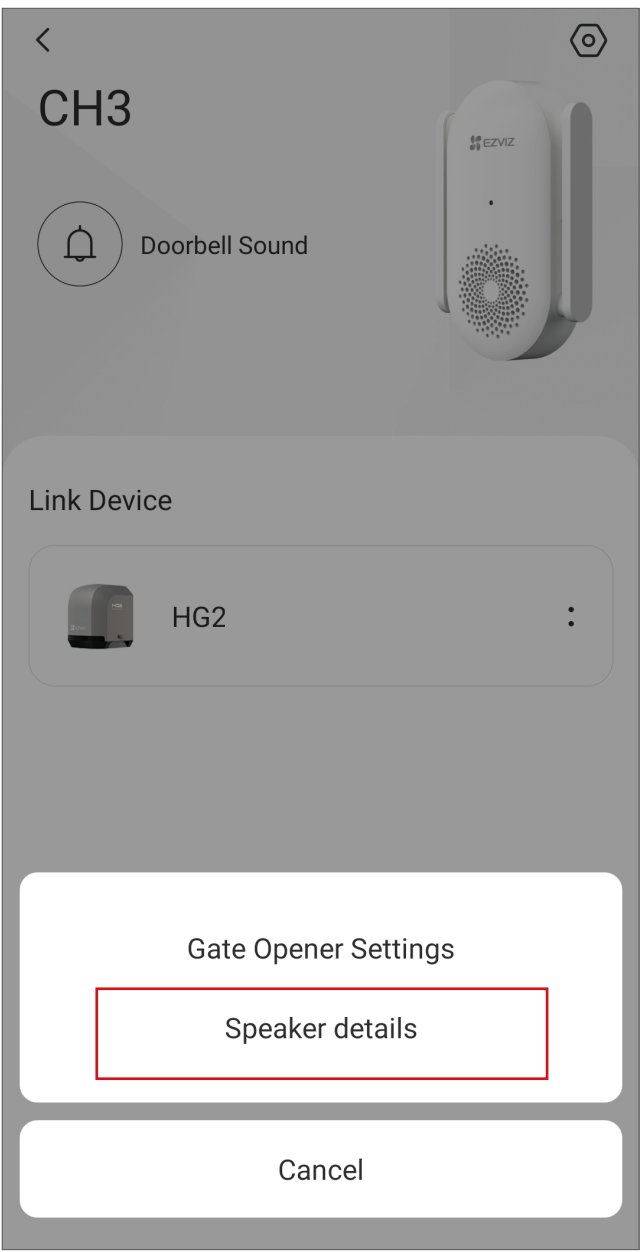 CH3
EZVIZ
Doorbell Sound
Link Device
HG2
Gate Opener Settings
Speaker details
Cancel